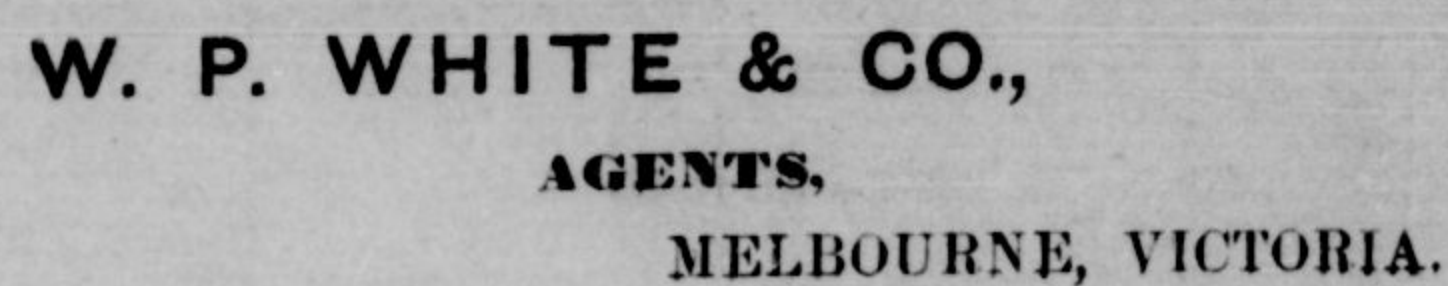 W. P. WHITE & CO.,
AGENTS,
MELBOURNE, VICTORIA.